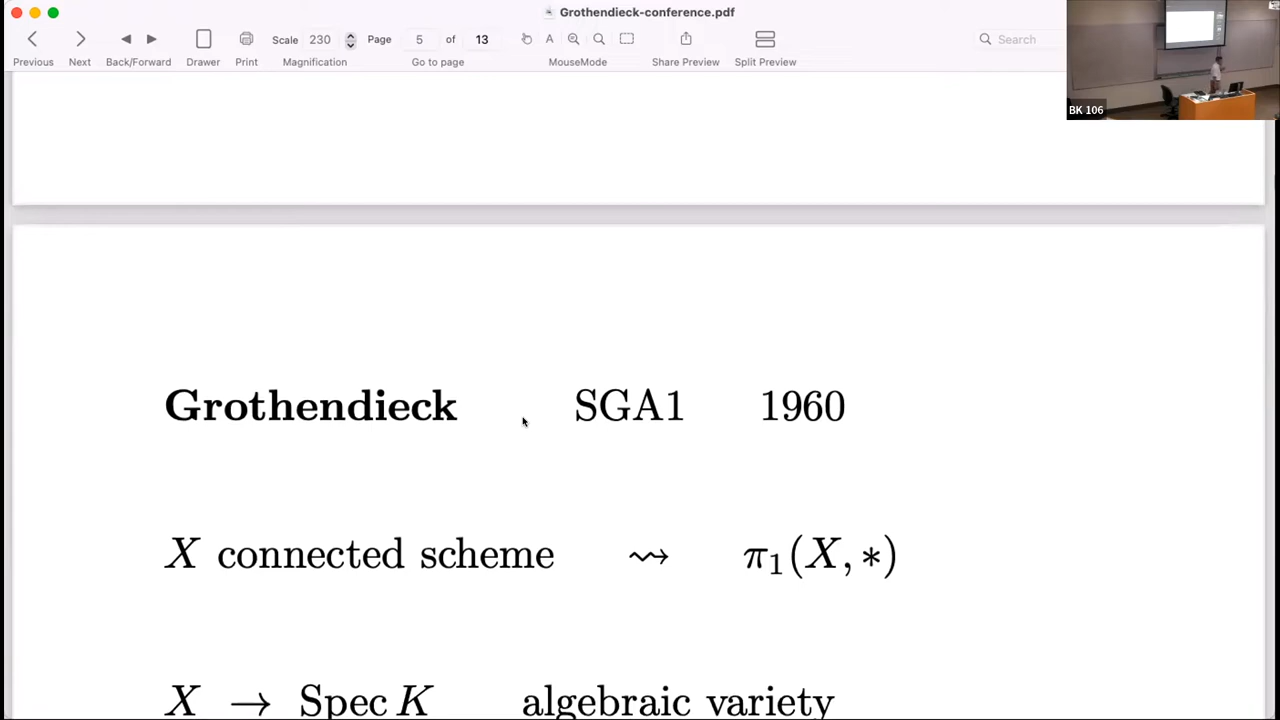 Grothendieck-conference.pdf
Previous Next Back/Forward Drawer Print Scale 230 Magnification Page 5 of 13 Go to page A MouseMode Share Preview Split Preview Search
BK 106
Grothendieck SGA1 1960
X connected scheme ⇝ π₁(X, *)
X → Spec K algebraic variety